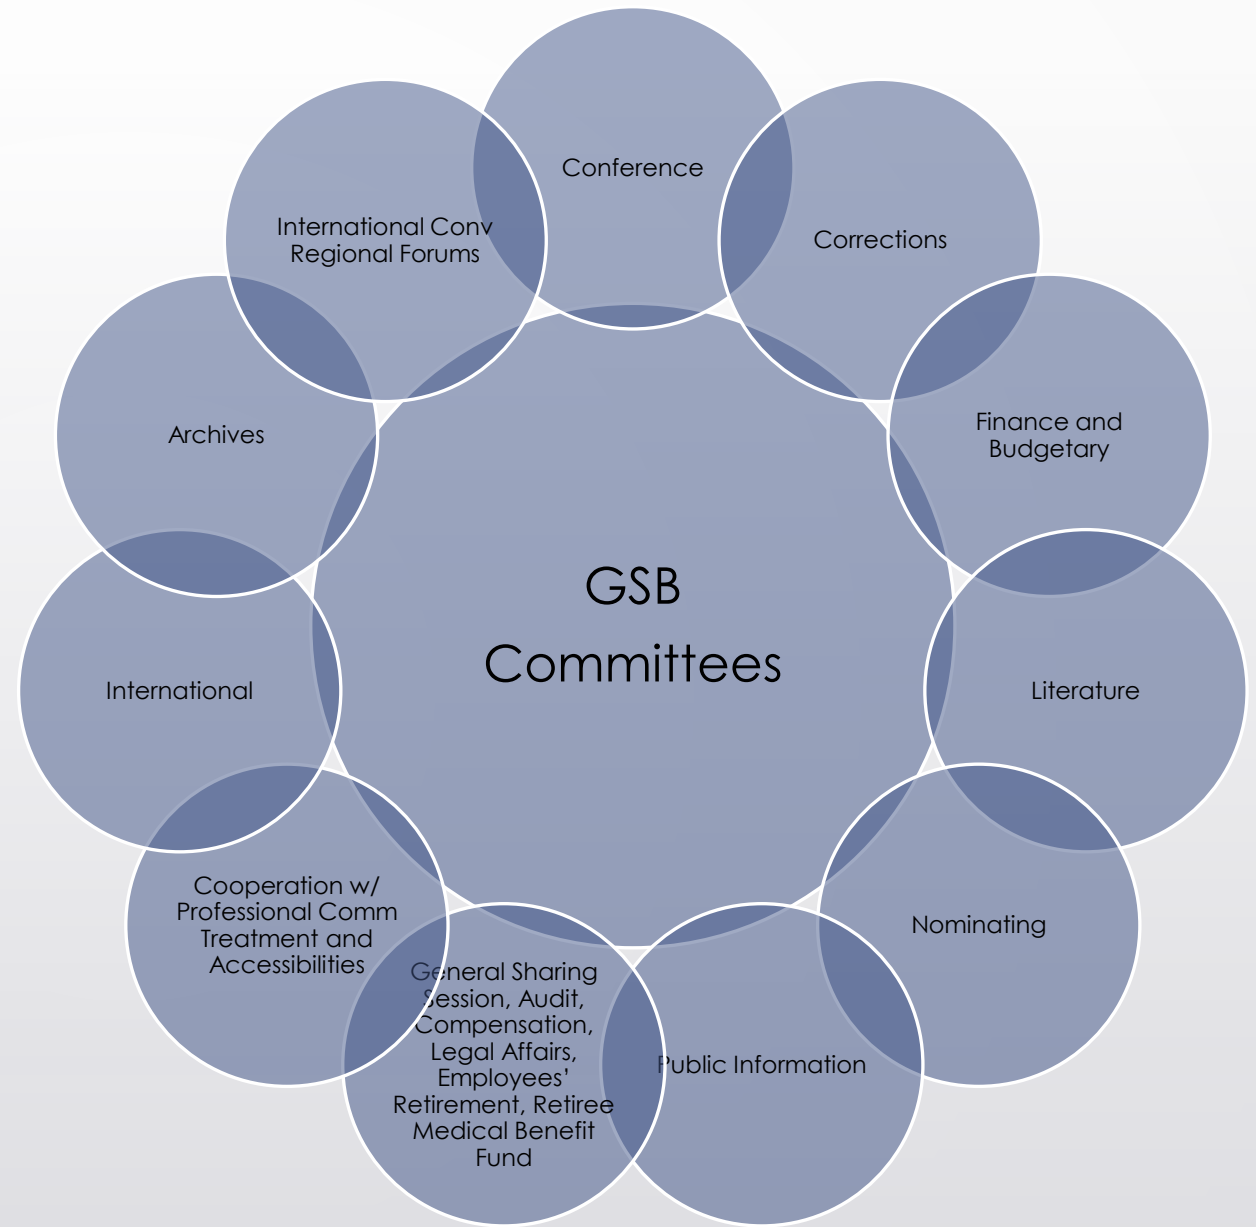 Conference
Corrections
Finance and
Budgetary
Literature
Nominating
Public Information
General Sharing
Session, Audit,
Compensation,
Legal Affairs,
Employees’
Retirement, Retiree
Medical Benefit
Fund
Cooperation w/
Professional Comm
Treatment and
Accessibilities
International
Archives
International Conv
Regional Forums
GSB
Committees